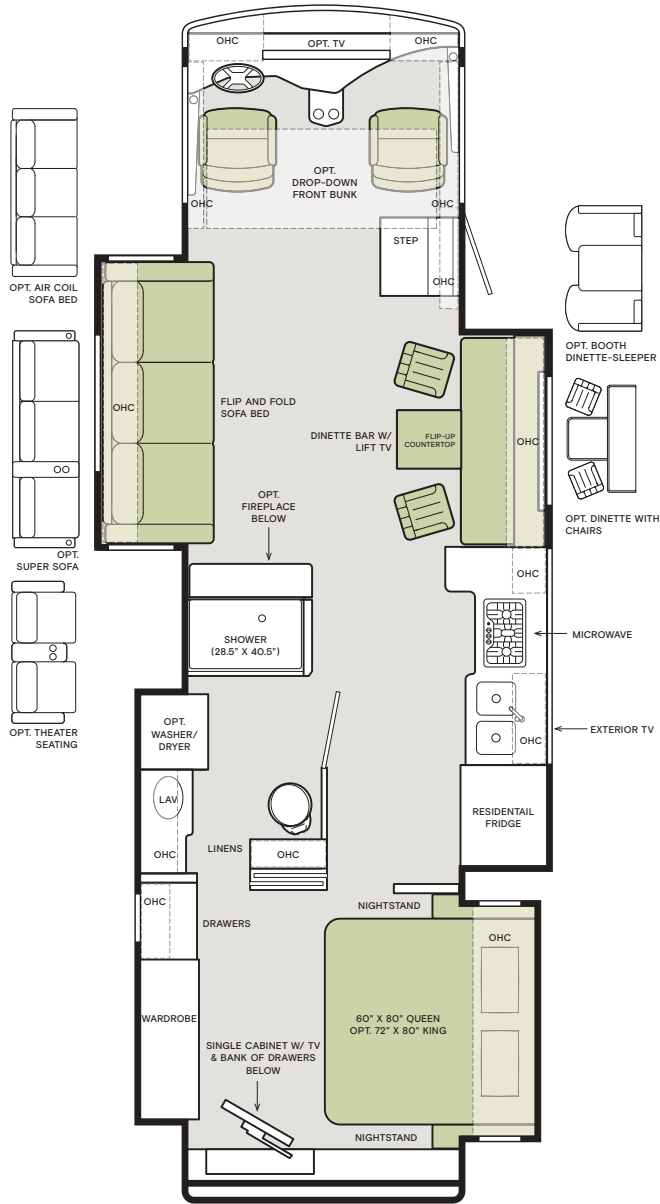 OHC
OPT. TV
OHC
OPT.
DROP-DOWN
FRONT BUNK
OHC
OHC
STEP
OHC
OPT. AIR COIL
SOFA BED
OPT. BOOTH
DINETTE-SLEEPER
OHC
FLIP AND FOLD
SOFA BED
DINETTE BAR W/
LIFT TV
FLIP-UP
COUNTERTOP
OHC
OPT. DINETTE WITH
CHAIRS
OPT.
FIREPLACE
BELOW
OPT.
SUPER SOFA
OHC
SHOWER
(28.5" X 40.5")
MICROWAVE
OPT. THEATER
SEATING
OPT.
WASHER/
DRYER
OHC
EXTERIOR TV
LAV
RESIDENTAIL
FRIDGE
LINENS
OHC
OHC
OHC
DRAWERS
NIGHTSTAND
OHC
WARDROBE
60" X 80" QUEEN
OPT. 72" X 80" KING
SINGLE CABINET W/ TV
& BANK OF DRAWERS
BELOW
NIGHTSTAND